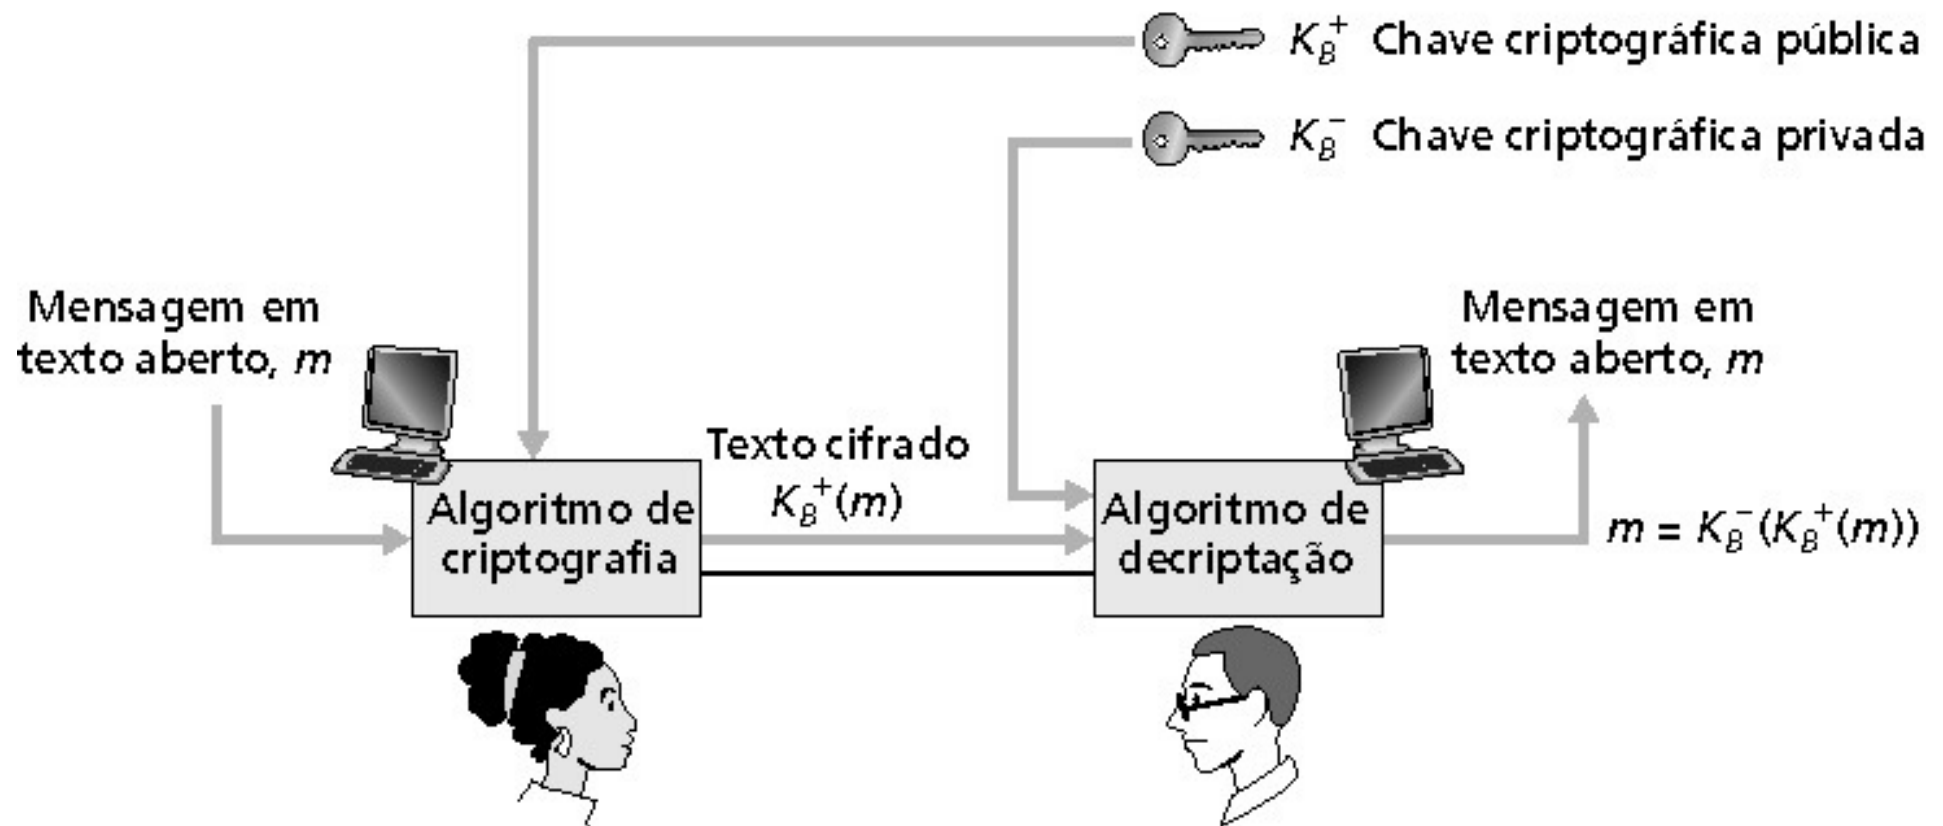 K_B^+ Chave criptográfica pública
K_B^- Chave criptográfica privada
Mensagem em
texto aberto, m
Texto cifrado
K_B^+(m)
Algoritmo de
criptografia
Algoritmo de
decriptação
Mensagem em
texto aberto, m
m = K_B^-(K_B^+(m))